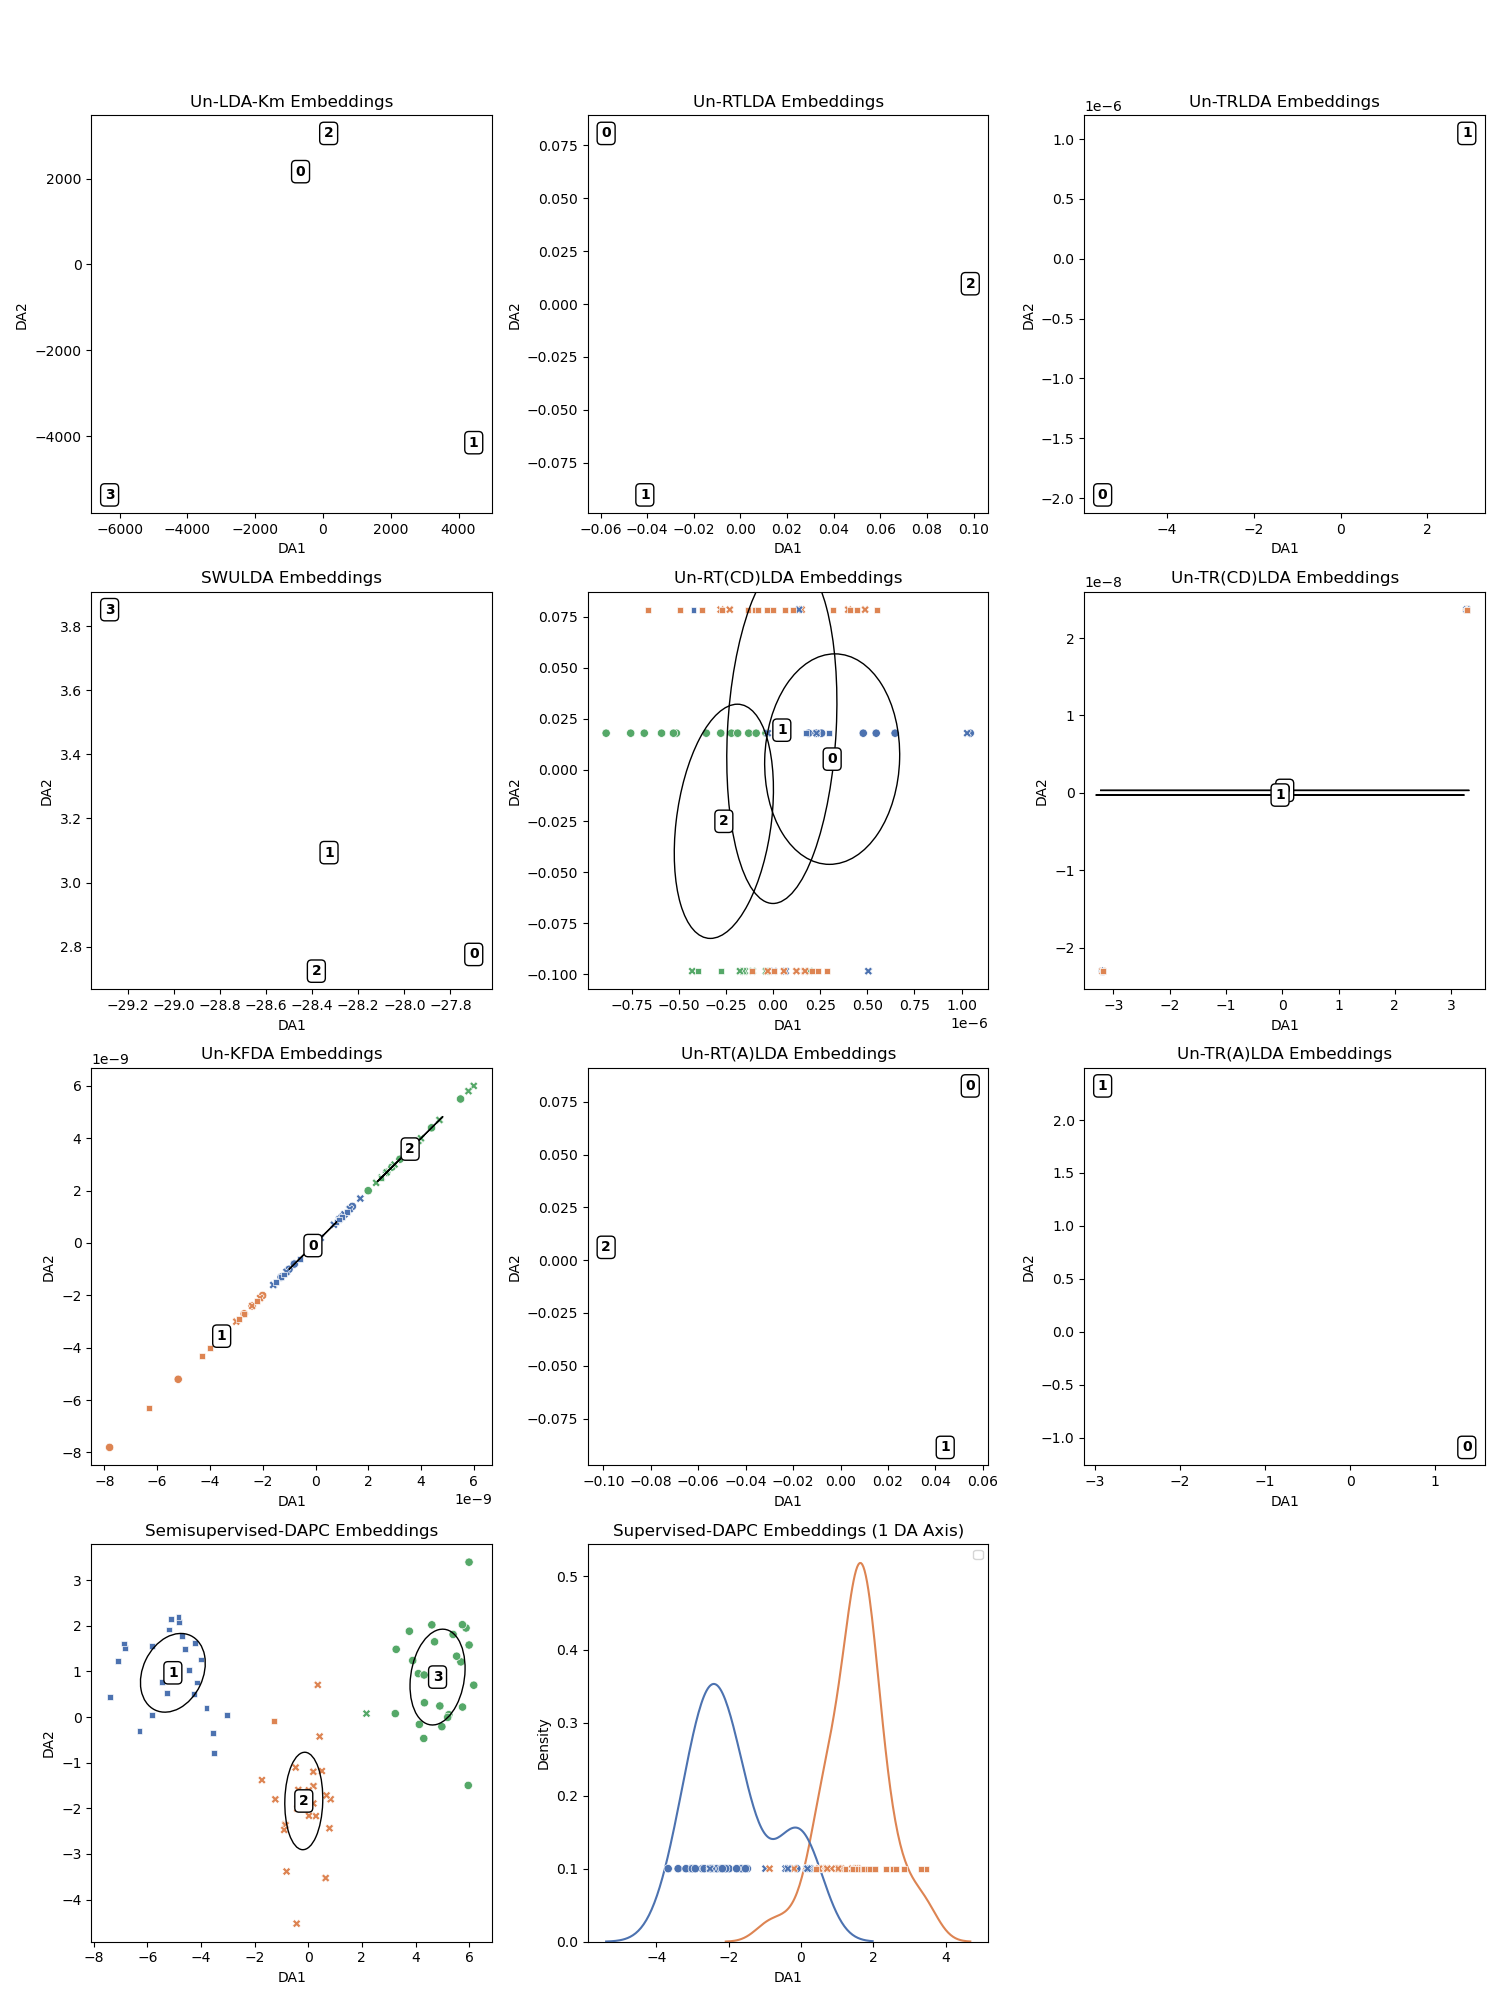 Un-LDA-Km Embeddings
2
0
1
3
2000
0
−2000
−4000
−6000 −4000 −2000 0 2000 4000
DA1
DA2
Un-RTLDA Embeddings
0
2
1
0.075
0.050
0.025
0.000
−0.025
−0.050
−0.075
−0.06 −0.04 −0.02 0.00 0.02 0.04 0.06 0.08 0.10
DA1
DA2
Un-TRLDA Embeddings
1e−6
1
0
1.0
0.5
0.0
−0.5
−1.0
−1.5
−2.0
−4 −2 0 2
DA1
DA2
SWULDA Embeddings
3
1
0
2
3.8
3.6
3.4
3.2
3.0
2.8
−29.2 −29.0 −28.8 −28.6 −28.4 −28.2 −28.0 −27.8
DA1
DA2
Un-RT(CD)LDA Embeddings
1
0
2
0.075
0.050
0.025
0.000
−0.025
−0.050
−0.075
−0.100
−0.75 −0.50 −0.25 0.00 0.25 0.50 0.75 1.00
DA1
1e−6
DA2
Un-TR(CD)LDA Embeddings
1e−8
1
2
1
0
−1
−2
−3 −2 −1 0 1 2 3
DA1
DA2
Un-KFDA Embeddings
1e−9
2
0
1
6
4
2
0
−2
−4
−6
−8
−8 −6 −4 −2 0 2 4 6
DA1
1e−9
DA2
Un-RT(A)LDA Embeddings
0
2
1
0.075
0.050
0.025
0.000
−0.025
−0.050
−0.075
−0.10 −0.08 −0.06 −0.04 −0.02 0.00 0.02 0.04 0.06
DA1
DA2
Un-TR(A)LDA Embeddings
1
0
2.0
1.5
1.0
0.5
0.0
−0.5
−1.0
−3 −2 −1 0 1
DA1
DA2
Semisupervised-DAPC Embeddings
1
3
2
3
2
1
0
−1
−2
−3
−4
−8 −6 −4 −2 0 2 4 6
DA1
DA2
Supervised-DAPC Embeddings (1 DA Axis)
0.5
0.4
0.3
0.2
0.1
0.0
−4 −2 0 2 4
DA1
Density